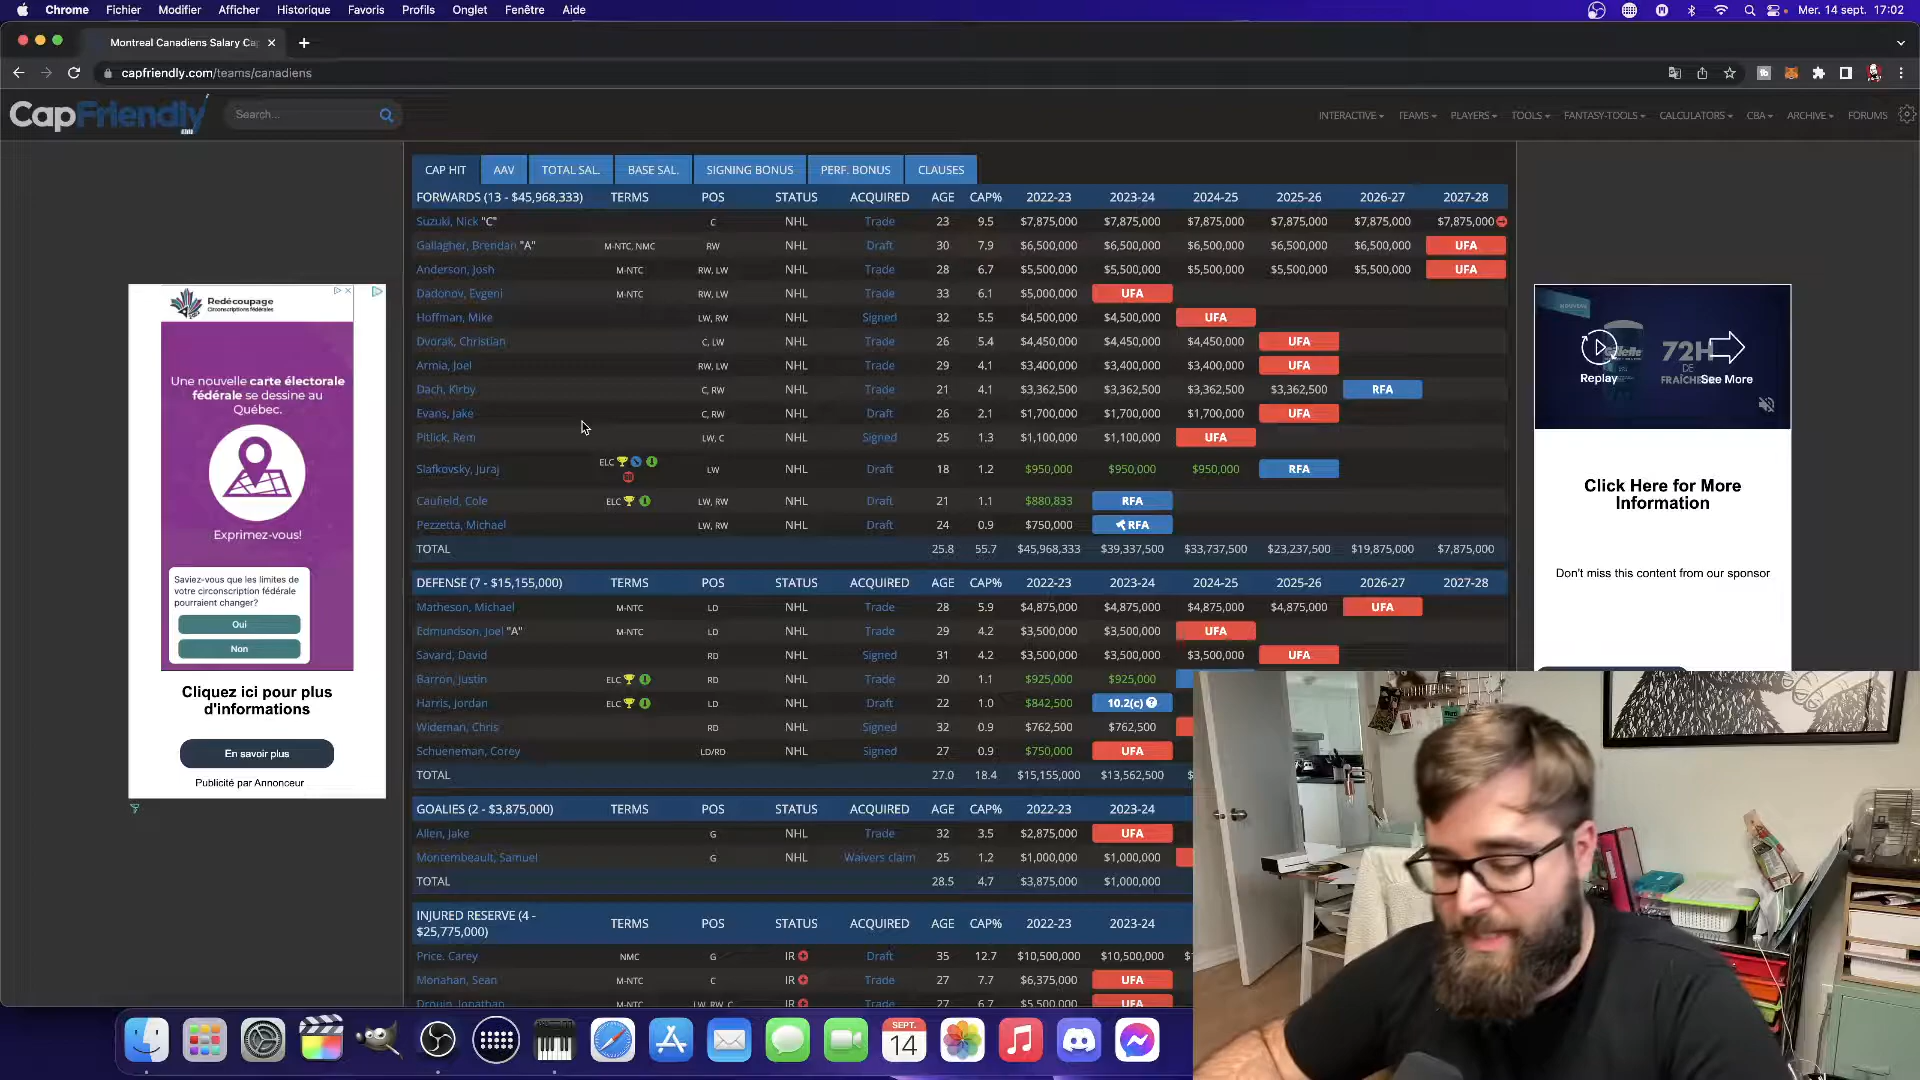 Chrome Fichier Modifier Afficher Historique Favoris Profils Onglet Fenêtre Aide Mer. 14 sept. 17:02
Montreal Canadiens Salary Ca
capfriendly.com/teams/canadiens
CapFriendly Search... INTERACTIVE TEAMS PLAYERS TOOLS FANTASY-TOOLS CALCULATORS CBA ARCHIVE FORUMS
CAP HIT AAV TOTAL SAL. BASE SAL. SIGNING BONUS PERF. BONUS CLAUSES
FORWARDS (13 - $45,968,333) TERMS POS STATUS ACQUIRED AGE CAP% 2022-23 2023-24 2024-25 2025-26 2026-27 2027-28
Suzuki, Nick "C" C NHL Trade 23 9.5 $7,875,000 $7,875,000 $7,875,000 $7,875,000 $7,875,000 $7,875,000
Gallagher, Brendan "A" M-NTC, NMC RW NHL Draft 30 7.9 $6,500,000 $6,500,000 $6,500,000 $6,500,000 $6,500,000 UFA
Anderson, Josh M-NTC RW, LW NHL Trade 28 6.7 $5,500,000 $5,500,000 $5,500,000 $5,500,000 $5,500,000 UFA
Dadonov, Evgeni M-NTC RW, LW NHL Trade 33 6.1 $5,000,000 UFA
Hoffman, Mike LW, RW NHL Signed 32 5.5 $4,500,000 $4,500,000 UFA
Dvorak, Christian C, LW NHL Trade 26 5.4 $4,450,000 $4,450,000 $4,450,000 UFA
Armia, Joel RW, LW NHL Trade 29 4.1 $3,400,000 $3,400,000 $3,400,000 UFA
Dach, Kirby C, RW NHL Trade 21 4.1 $3,362,500 $3,362,500 $3,362,500 $3,362,500 RFA
Evans, Jake C, RW NHL Draft 26 2.1 $1,700,000 $1,700,000 $1,700,000 UFA
Pitlick, Rem LW, C NHL Signed 25 1.3 $1,100,000 $1,100,000 UFA
Slafkovsky, Juraj ELC LW NHL Draft 18 1.2 $950,000 $950,000 $950,000 RFA
Caufield, Cole ELC LW, RW NHL Draft 21 1.1 $880,833 RFA
Pezzetta, Michael LW, RW NHL Draft 24 0.9 $750,000 RFA
TOTAL 25.8 55.7 $45,968,333 $39,337,500 $33,737,500 $23,237,500 $19,875,000 $7,875,000
DEFENSE (7 - $15,155,000) TERMS POS STATUS ACQUIRED AGE CAP% 2022-23 2023-24 2024-25 2025-26 2026-27 2027-28
Matheson, Michael M-NTC LD NHL Trade 28 5.9 $4,875,000 $4,875,000 $4,875,000 $4,875,000 UFA
Edmundson, Joel "A" M-NTC LD NHL Trade 29 4.2 $3,500,000 $3,500,000 UFA
Savard, David RD NHL Signed 31 4.2 $3,500,000 $3,500,000 $3,500,000 UFA
Barron, Justin ELC RD NHL Trade 20 1.1 $925,000 $925,000
Harris, Jordan ELC LD NHL Draft 22 1.0 $842,500 10.2(c)
Wideman, Chris RD NHL Signed 32 0.9 $762,500 $762,500
Schueneman, Corey LD/RD NHL Signed 27 0.9 $750,000 UFA
TOTAL 27.0 18.4 $15,155,000 $13,562,500
GOALIES (2 - $3,875,000) TERMS POS STATUS ACQUIRED AGE CAP% 2022-23 2023-24
Allen, Jake G NHL Trade 32 3.5 $2,875,000 UFA
Montembeault, Samuel G NHL Waivers claim 25 1.2 $1,000,000 $1,000,000
TOTAL 28.5 4.7 $3,875,000 $1,000,000
INJURED RESERVE (4 -
$25,775,000) TERMS POS STATUS ACQUIRED AGE CAP% 2022-23 2023-24
Price, Carey NMC G IR Draft 35 12.7 $10,500,000 $10,500,000
Monahan, Sean M-NTC C IR Trade 27 7.7 $6,375,000 UFA
Drouin, Jonathan M-NTC LW, RW, C IR Trade 27 6.7 $5,500,000 UFA
Redécoupage
Circonscriptions fédérales
Une nouvelle carte électorale
fédérale se dessine au
Québec.
Exprimez-vous!
Saviez-vous que les limites de
votre circonscription fédérale
pourraient changer?
Oui
Non
Cliquez ici pour plus
d'informations
En savoir plus
Publicité par Annonceur
NOUVEAU
Gillette
72H
DE
Replay See More
Click Here for More
Information
Don't miss this content from our sponsor
SEPT.
14